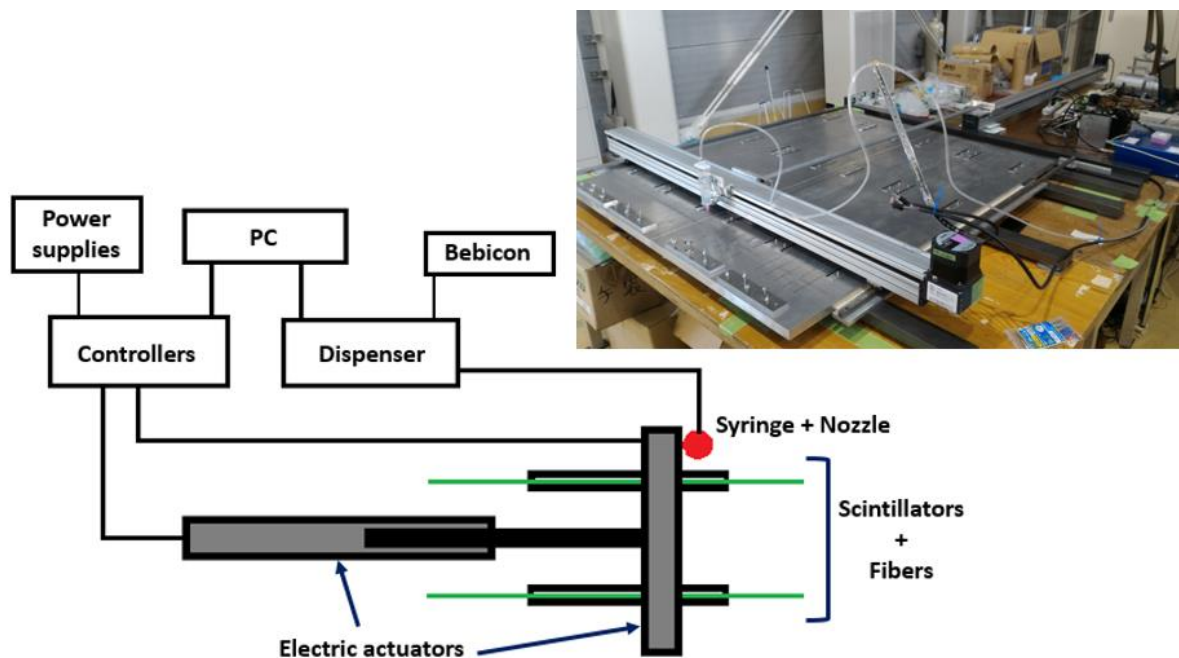 Power
supplies
PC
Bebicon
Controllers
Dispenser
Syringe + Nozzle
Scintillators
+
Fibers
Electric actuators